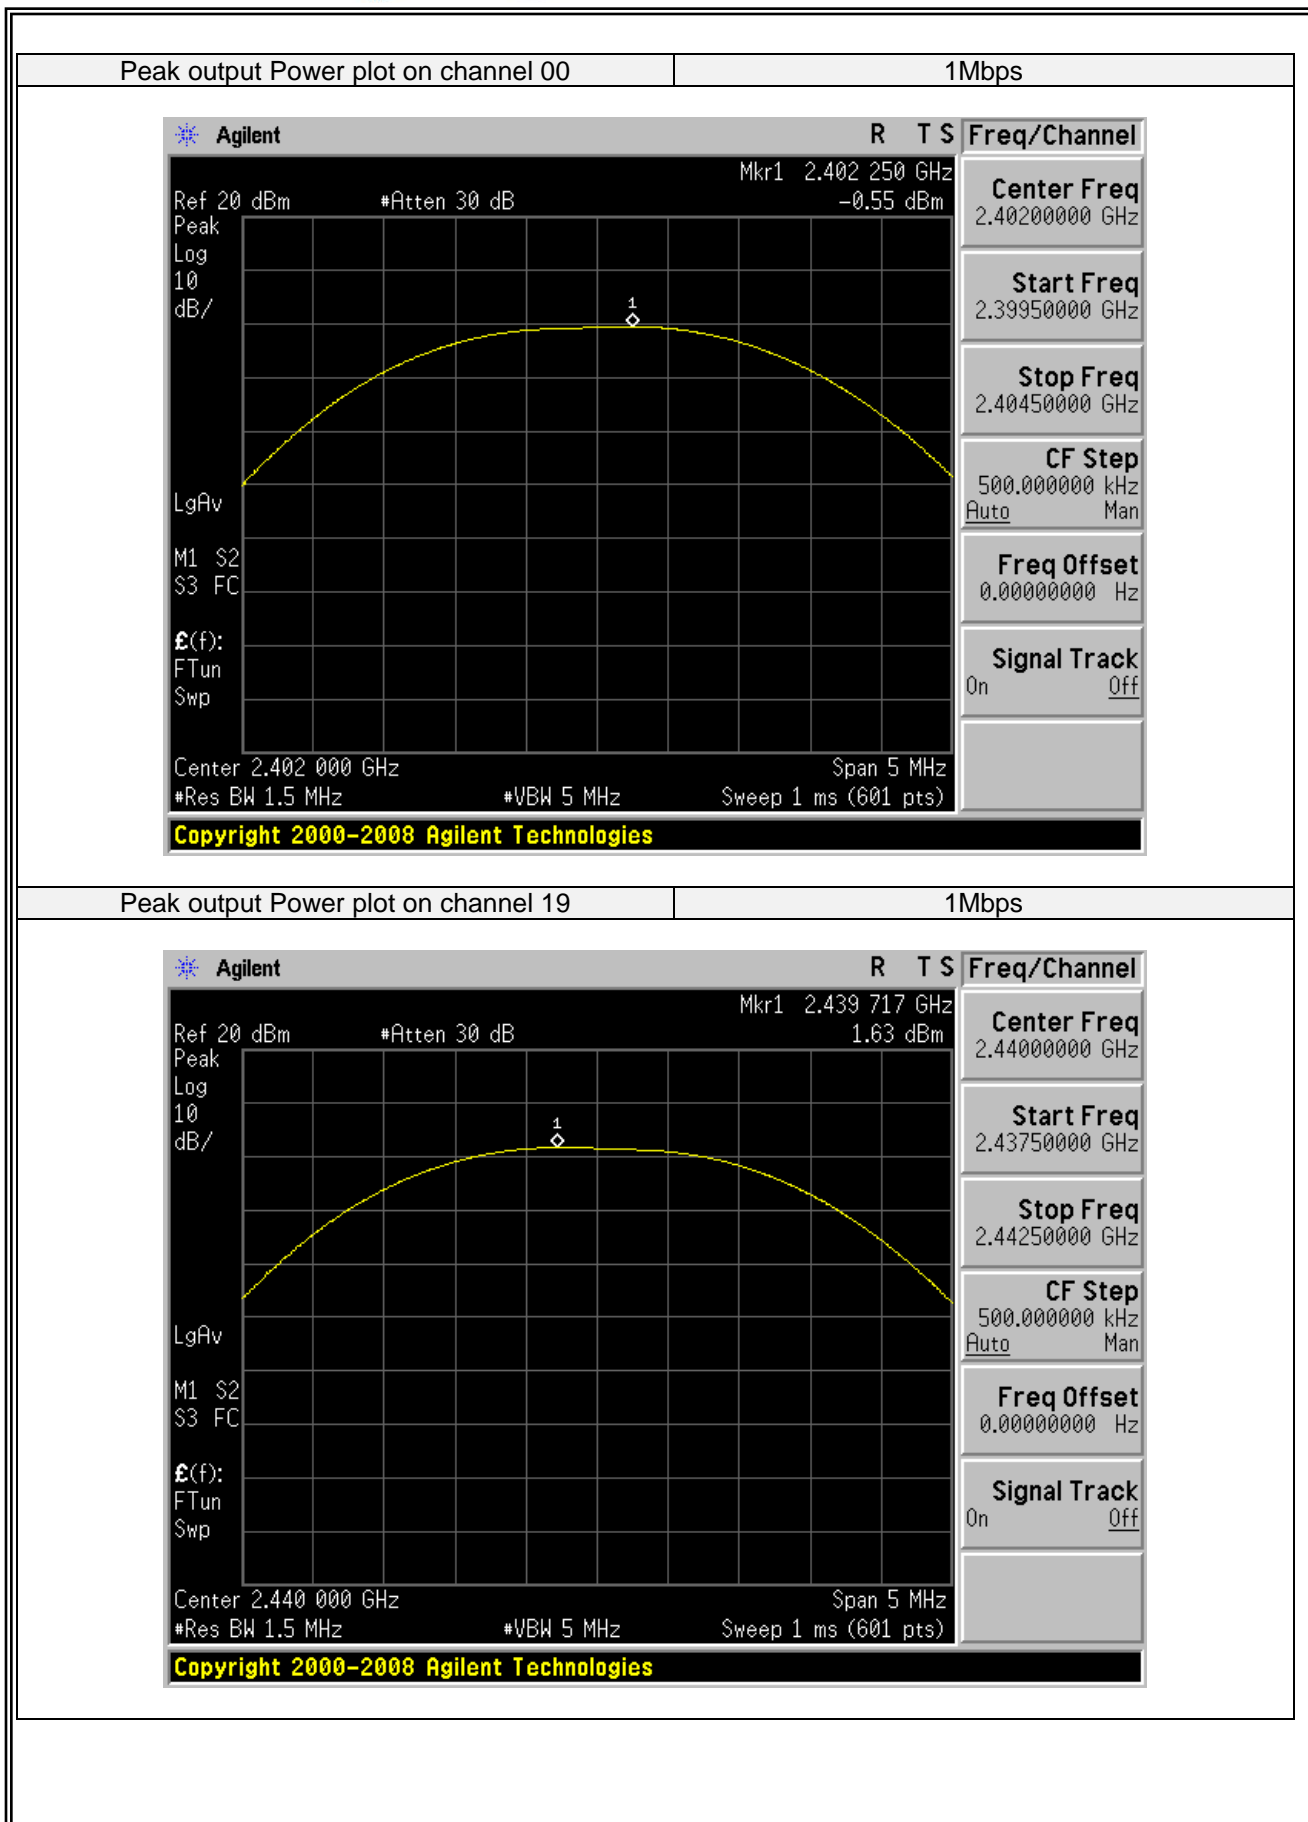 Peak output Power plot on channel 00 1Mbps
Agilent R T S Freq/Channel
Mkr1 2.402 250 GHz
Ref 20 dBm #Atten 30 dB -0.55 dBm
Peak
Log
10
dB/
1
LgAv
M1 S2
S3 FC
£(f):
FTun
Swp
Center 2.402 000 GHz Span 5 MHz
#Res BW 1.5 MHz #VBW 5 MHz Sweep 1 ms (601 pts)
Copyright 2000-2008 Agilent Technologies
Center Freq
2.40200000 GHz
Start Freq
2.39950000 GHz
Stop Freq
2.40450000 GHz
CF Step
500.000000 kHz
Auto Man
Freq Offset
0.00000000 Hz
Signal Track
On Off
Peak output Power plot on channel 19 1Mbps
Agilent R T S Freq/Channel
Mkr1 2.439 717 GHz
Ref 20 dBm #Atten 30 dB 1.63 dBm
Peak
Log
10
dB/
1
LgAv
M1 S2
S3 FC
£(f):
FTun
Swp
Center 2.440 000 GHz Span 5 MHz
#Res BW 1.5 MHz #VBW 5 MHz Sweep 1 ms (601 pts)
Copyright 2000-2008 Agilent Technologies
Center Freq
2.44000000 GHz
Start Freq
2.43750000 GHz
Stop Freq
2.44250000 GHz
CF Step
500.000000 kHz
Auto Man
Freq Offset
0.00000000 Hz
Signal Track
On Off